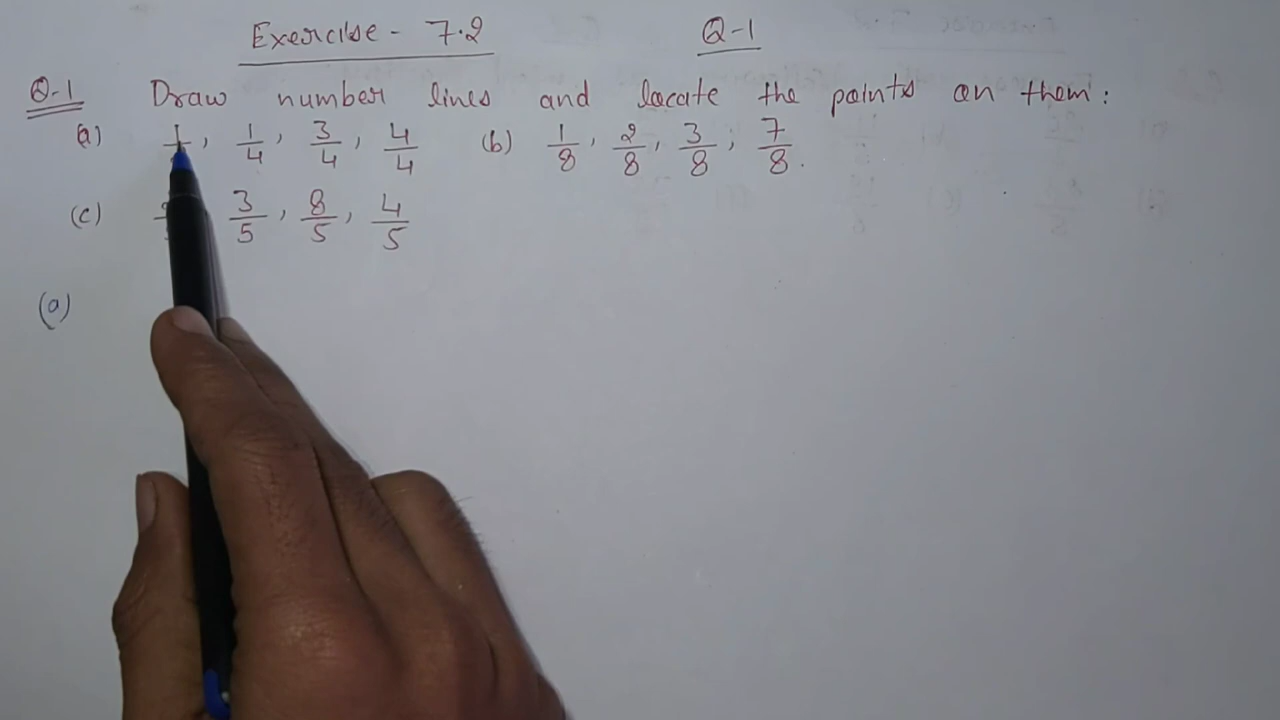 Exercise - 7.2 Q-1
Q-1 Draw number lines and locate the points on them:
(a) 1/4, 3/4, 4/4 (b) 1/8, 2/8, 3/8, 7/8.
(c) 3/5, 8/5, 4/5
(a)